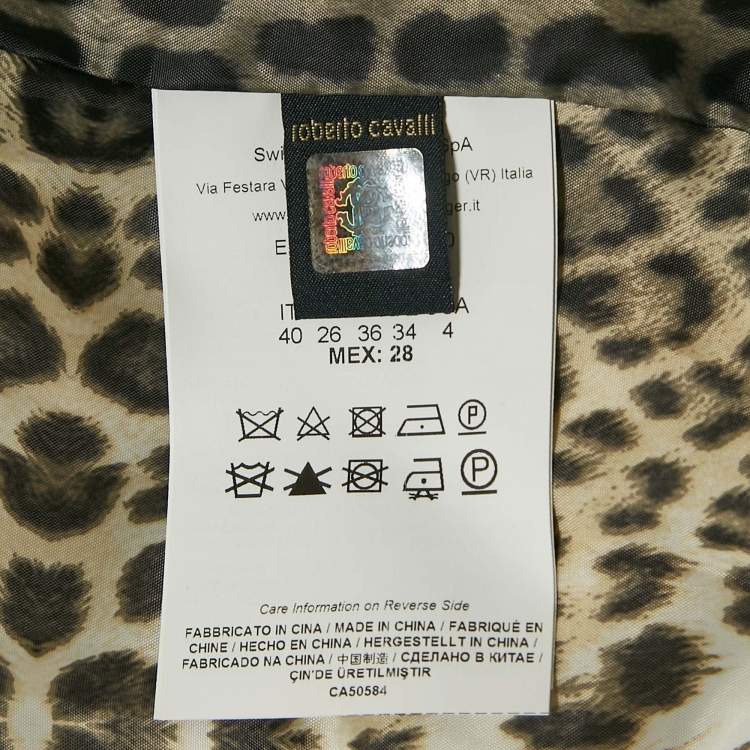 roberto cavalli
Swi SpA
Via Festara V go (VR) Italia
www. ger.it
E 0
IT A
40 26 36 34 4
MEX: 28
P
P
Care Information on Reverse Side
FABBRICATO IN CINA / MADE IN CHINA / FABRIQUÉ EN
CHINE / HECHO EN CHINA / HERGESTELLT IN CHINA /
FABRICADO NA CHINA / 中国制造 / СДЕЛАНО В КИТАЕ /
ÇİN'DE ÜRETİLMİŞTİR
CA50584